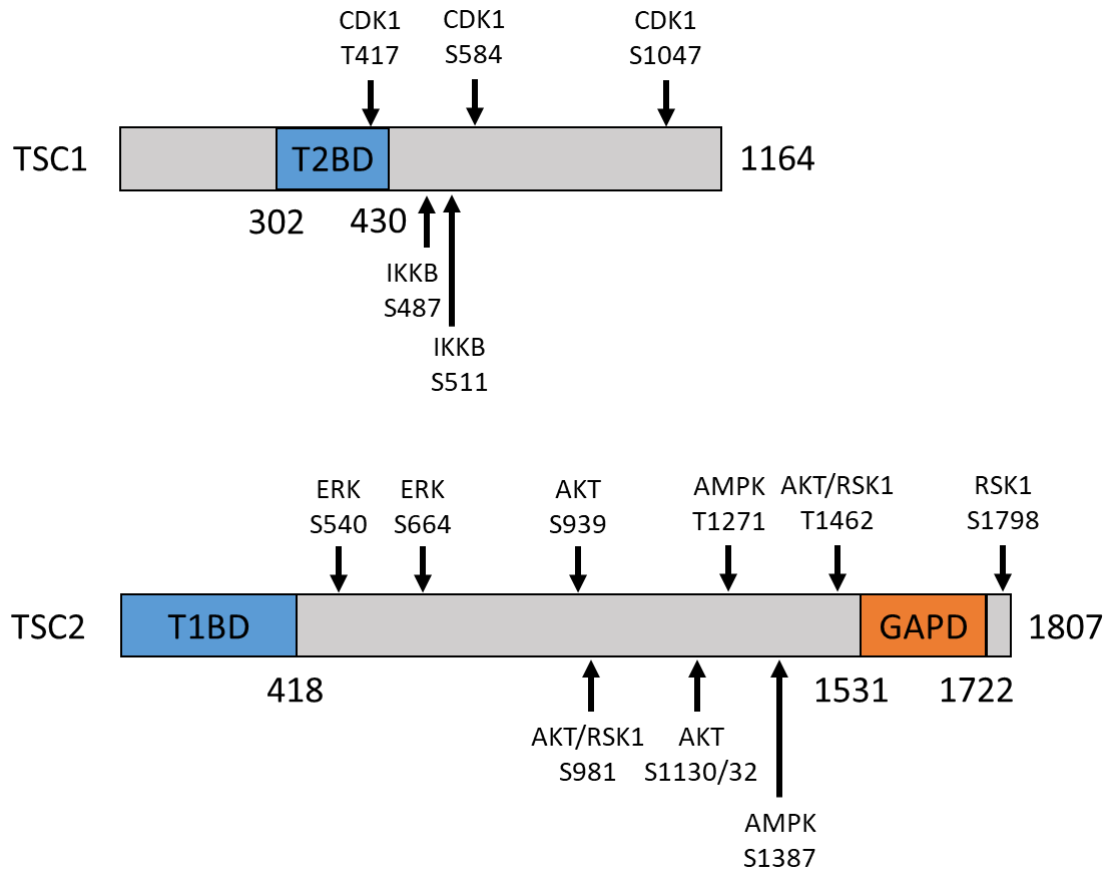 CDK1
T417
CDK1
S584
CDK1
S1047
TSC1
T2BD
1164
302
430
IKKB
S487
IKKB
S511
ERK
S540
ERK
S664
AKT
S939
AMPK
T1271
AKT/RSK1
T1462
RSK1
S1798
TSC2
T1BD
GAPD
1807
418
1531
1722
AKT/RSK1
S981
AKT
S1130/32
AMPK
S1387